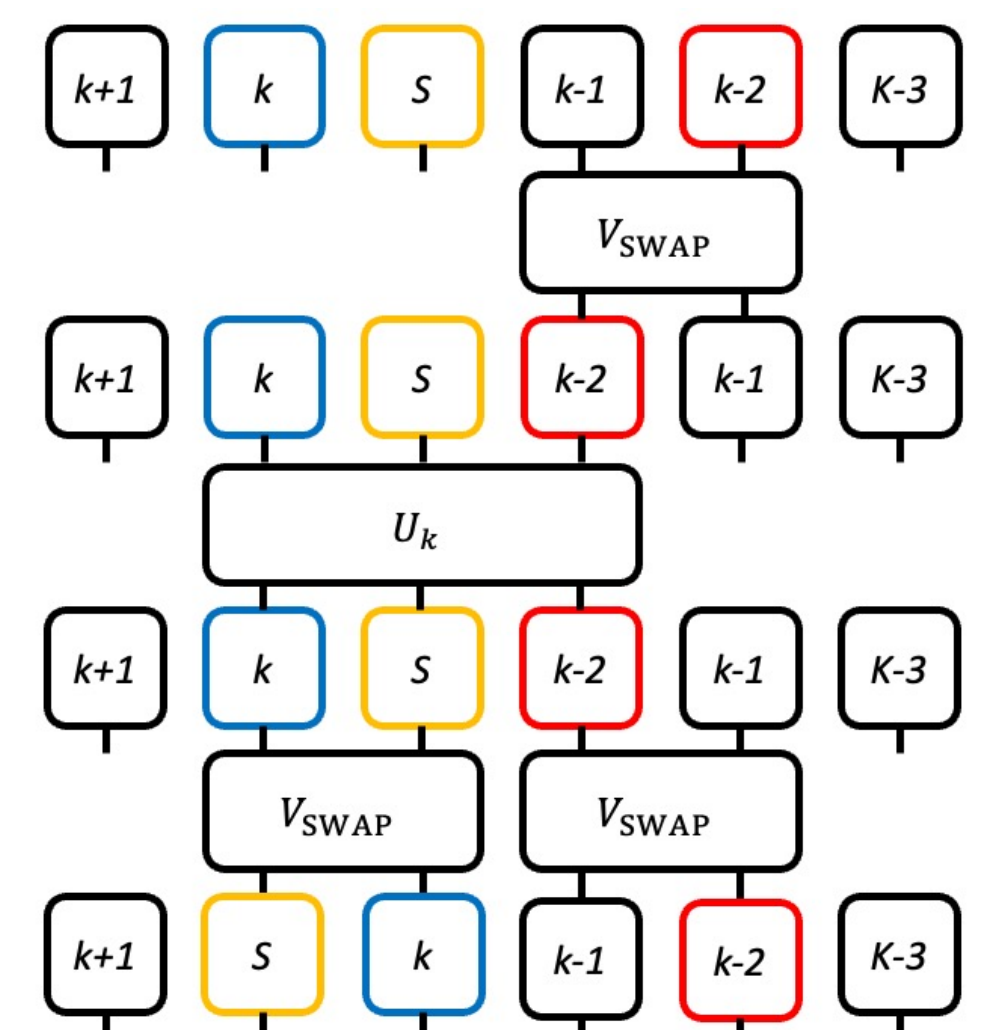 k+1 k S k-1 k-2 K-3
V_SWAP
k+1 k S k-2 k-1 K-3
U_k
k+1 k S k-2 k-1 K-3
V_SWAP V_SWAP
k+1 S k k-1 k-2 K-3